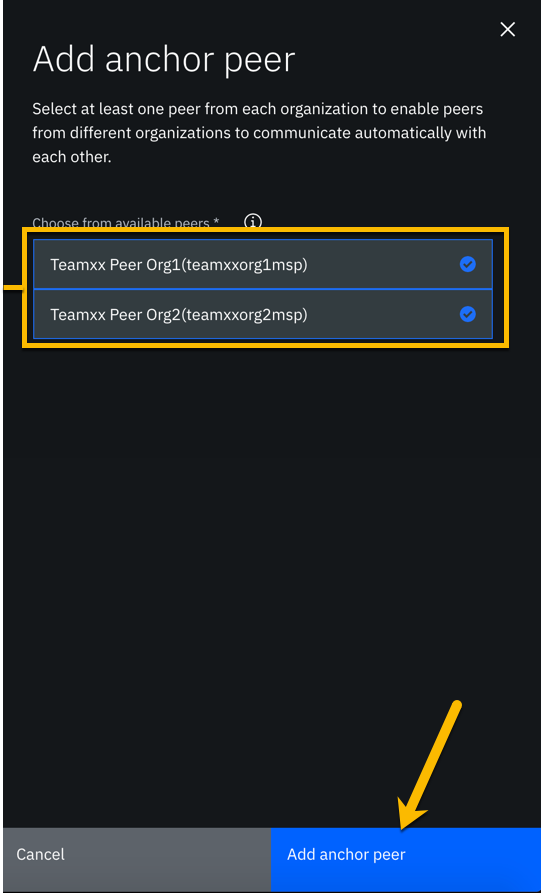 Add anchor peer
Select at least one peer from each organization to enable peers
from different organizations to communicate automatically with
each other.
Choose from available peers *
Teamxx Peer Org1(teamxxorg1msp)
Teamxx Peer Org2(teamxxorg2msp)
Cancel
Add anchor peer